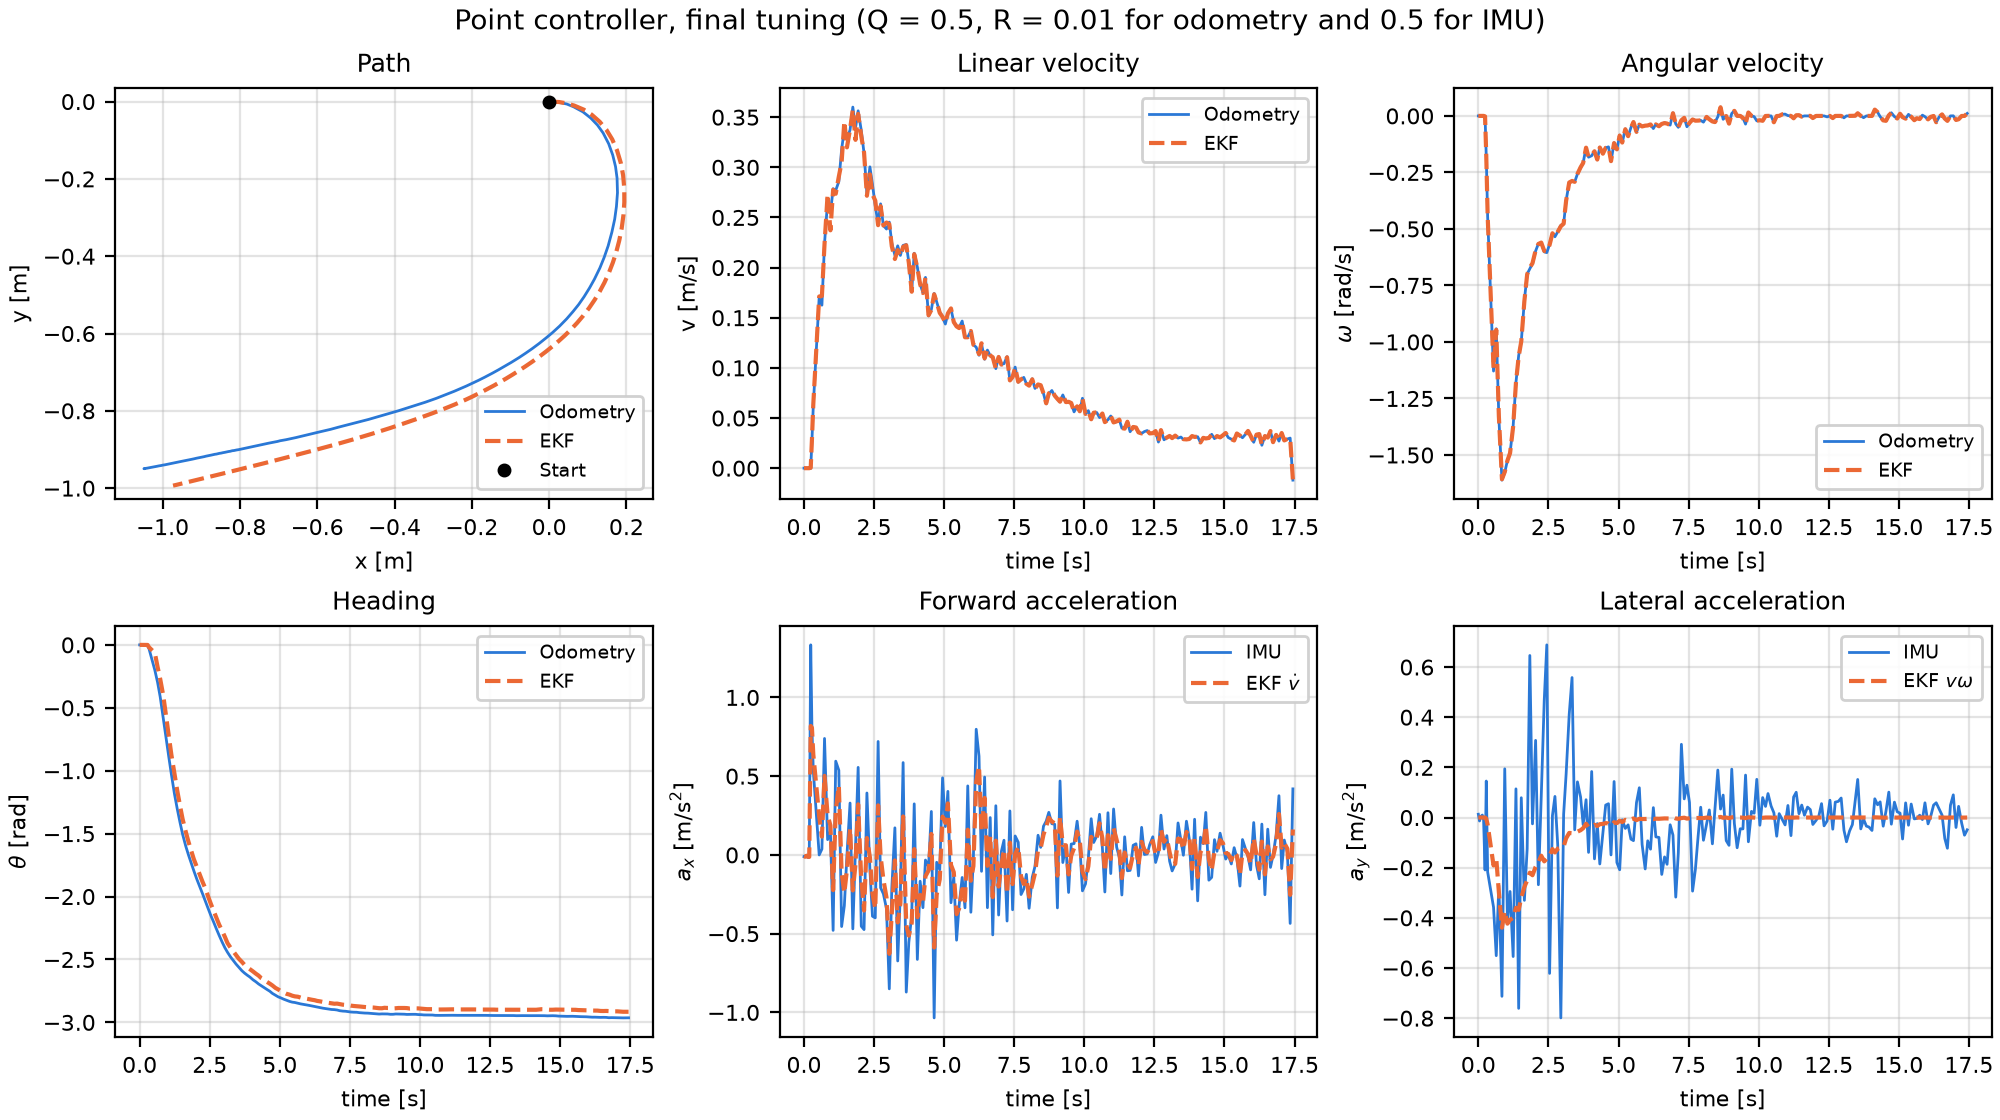 Point controller, final tuning (Q = 0.5, R = 0.01 for odometry and 0.5 for IMU)
Path
0.0
−0.2
−0.4
−0.6
−0.8
−1.0
y [m]
−1.0 −0.8 −0.6 −0.4 −0.2 0.0 0.2
x [m]
Odometry
EKF
Start
Linear velocity
0.35
0.30
0.25
0.20
0.15
0.10
0.05
0.00
v [m/s]
0.0 2.5 5.0 7.5 10.0 12.5 15.0 17.5
time [s]
Odometry
EKF
Angular velocity
0.00
−0.25
−0.50
−0.75
−1.00
−1.25
−1.50
ω [rad/s]
0.0 2.5 5.0 7.5 10.0 12.5 15.0 17.5
time [s]
Odometry
EKF
Heading
0.0
−0.5
−1.0
−1.5
−2.0
−2.5
−3.0
θ [rad]
0.0 2.5 5.0 7.5 10.0 12.5 15.0 17.5
time [s]
Odometry
EKF
Forward acceleration
1.0
0.5
0.0
−0.5
−1.0
aₓ [m/s²]
0.0 2.5 5.0 7.5 10.0 12.5 15.0 17.5
time [s]
IMU
EKF v̇
Lateral acceleration
0.6
0.4
0.2
0.0
−0.2
−0.4
−0.6
−0.8
a_y [m/s²]
0.0 2.5 5.0 7.5 10.0 12.5 15.0 17.5
time [s]
IMU
EKF vω